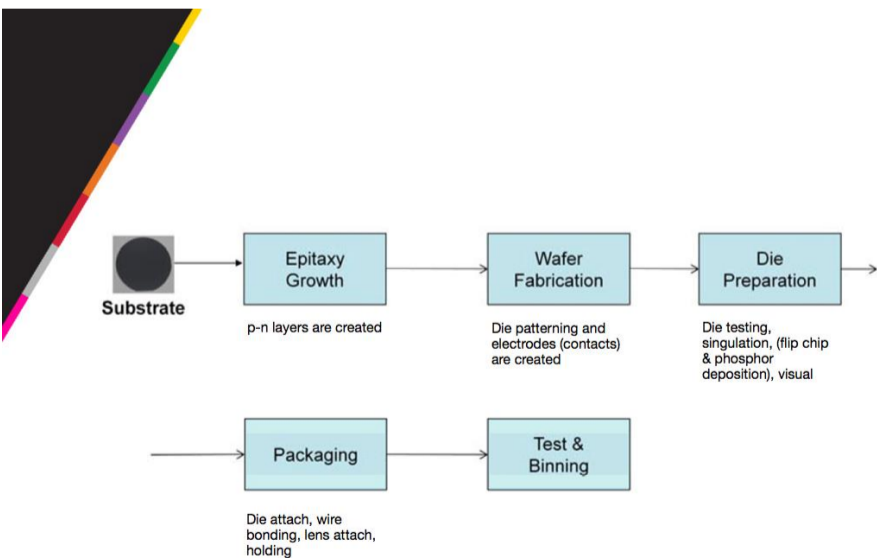 Substrate
Epitaxy
Growth
p-n layers are created
Wafer
Fabrication
Die patterning and
electrodes (contacts)
are created
Die
Preparation
Die testing,
singulation, (flip chip
& phosphor
deposition), visual
Packaging
Die attach, wire
bonding, lens attach,
holding
Test &
Binning